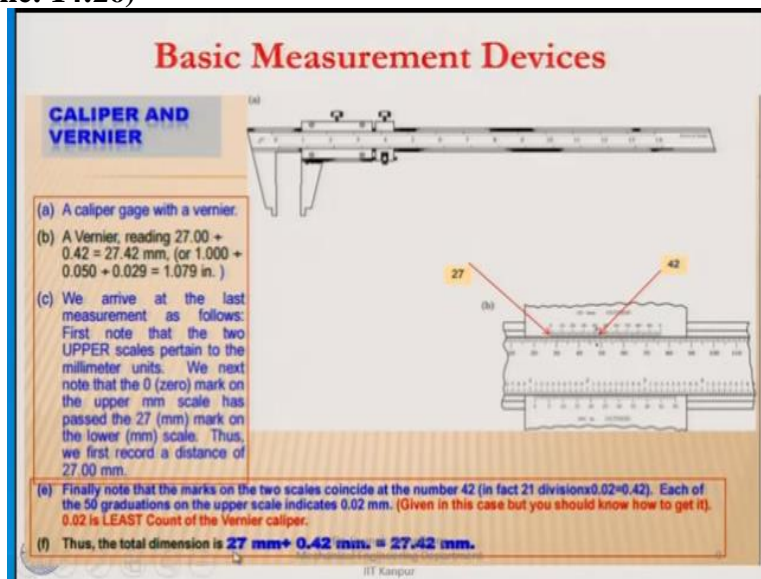 Basic Measurement Devices
CALIPER AND
VERNIER
(a)
(a) A caliper gage with a vernier.
(b) A Vernier, reading 27.00 +
0.42 = 27.42 mm, (or 1.000 +
0.050 + 0.029 = 1.079 in. )
(c) We arrive at the last
measurement as follows:
First note that the two
UPPER scales pertain to the
millimeter units. We next
note that the 0 (zero) mark on
the upper mm scale has
passed the 27 (mm) mark on
the lower (mm) scale. Thus,
we first record a distance of
27.00 mm.
27
42
(b)
(e) Finally note that the marks on the two scales coincide at the number 42 (in fact 21 divisionx0.02=0.42). Each of
the 50 graduations on the upper scale indicates 0.02 mm. (Given in this case but you should know how to get it).
0.02 is LEAST Count of the Vernier caliper.
(f) Thus, the total dimension is 27 mm+ 0.42 mm. = 27.42 mm.
IIT Kanpur